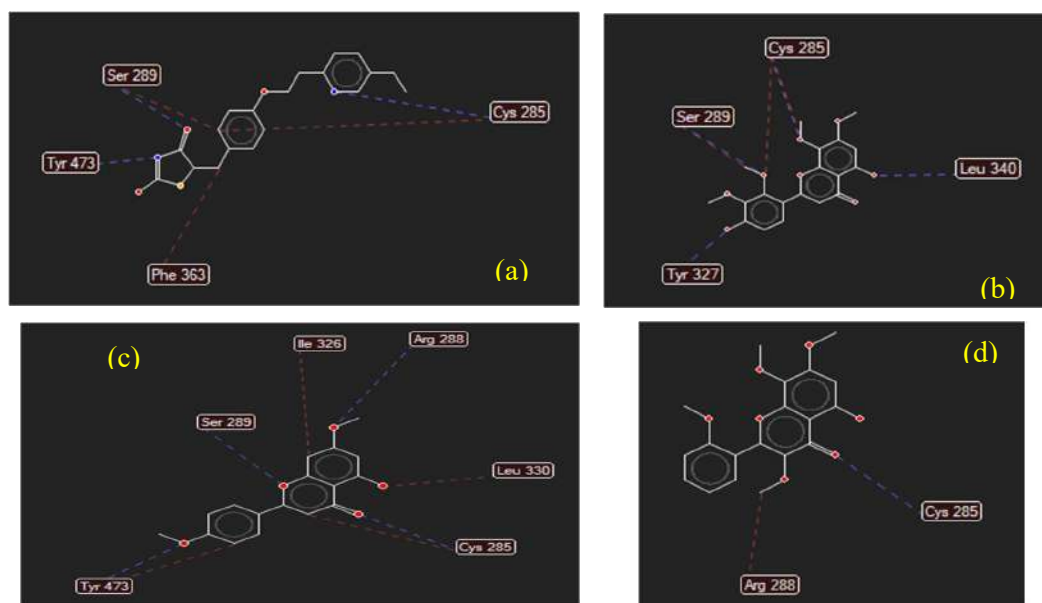 Ser 289
Cys 285
Tyr 473
Phe 363
(a)
Cys 285
Ser 289
Leu 340
Tyr 327
(b)
(c)
Ile 326
Arg 288
Ser 289
Leu 330
Cys 285
Tyr 473
(d)
Cys 285
Arg 288